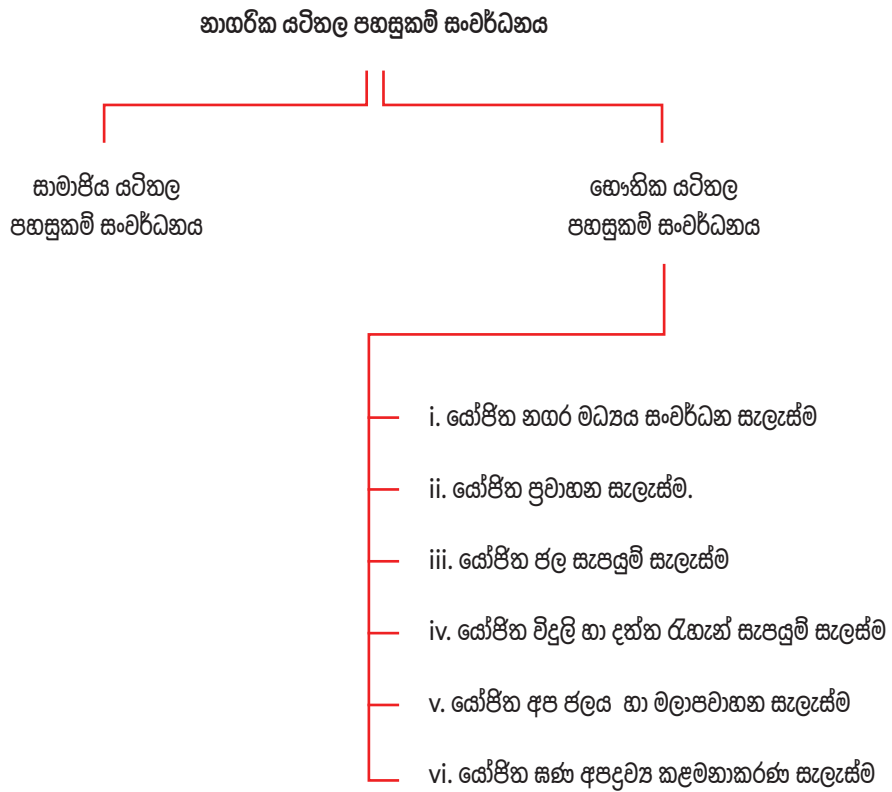 නාගරික යටිතල පහසුකම් සංවර්ධනය
සාමාජීය යටිතල
පහසුකම් සංවර්ධනය
භෞතික යටිතල
පහසුකම් සංවර්ධනය
i. යෝජිත නගර මධ්‍යය සංවර්ධන සැලැස්ම
ii. යෝජිත ප්‍රවාහන සැලැස්ම.
iii. යෝජිත ජල සැපයුම් සැලැස්ම
iv. යෝජිත විදුලි හා දත්ත රැහැන් සැපයුම් සැලස්ම
v. යෝජිත අප ජලය හා මලාපවාහන සැලැස්ම
vi. යෝජිත ඝණ අපද්‍රව්‍ය කළමනාකරණ සැලැස්ම